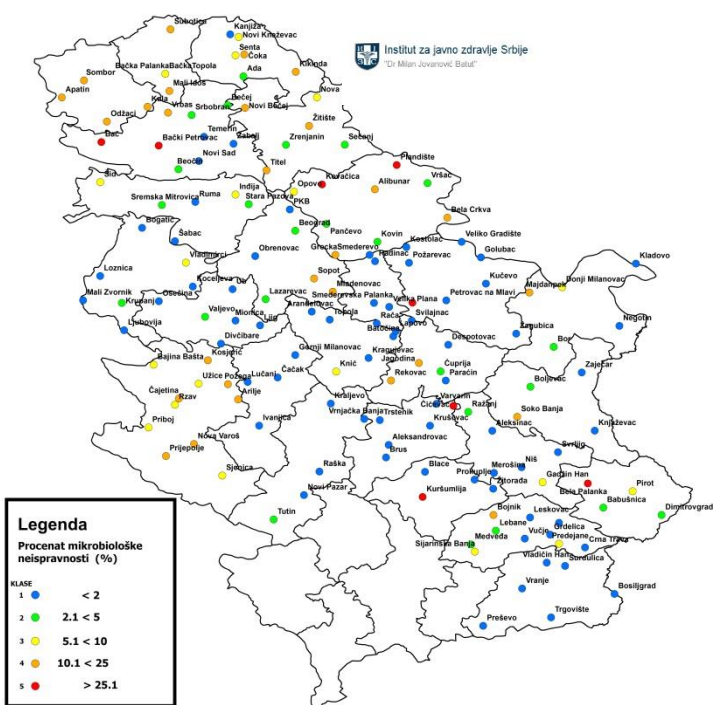 Institut za javno zdravlje Srbije
"Dr Milan Jovanović Batut"
Subotica
Kanjiža
Novi Kneževac
Senta
Čoka
Bačka Palanka
Bačka Topola
Kikinda
Sombor
Ada
Mali Iđoš
Nova
Apatin
Kula
Bečej
Vrbas
Srbobran
Novi Bečej
Odžaci
Žitište
Temerin
Bač
Bački Petrovac
Žabalj
Zrenjanin
Sečanj
Novi Sad
Beočin
Titel
Plandište
Šid
Kovačica
Vršac
Opovo
Alibunar
Inđija
Ruma
Stara Pazova
Sremska Mitrovica
PKB
Bela Crkva
Bogatić
Beograd
Pančevo
Šabac
Kovin
Kostolac
Veliko Gradište
Obrenovac
Grocka
Smederevo
Golubac
Vladimirci
Radinac
Požarevac
Kladovo
Loznica
Sopot
Kučevo
Koceljeva
Ub
Mladenovac
Majdanpek
Donji Milanovac
Mali Zvornik
Osečina
Krupanj
Lazarevac
Smederevska Palanka
Velika Plana
Petrovac na Mlavi
Aranđelovac
Valjevo
Mionica
Topola
Rača
Svilajnac
Negotin
Ljubovija
Ljig
Batočina
Lapovo
Žagubica
Divčibare
Despotovac
Bor
Gornji Milanovac
Kragujevac
Kosjerić
Jagodina
Bajina Bašta
Knić
Ćuprija
Zaječar
Čačak
Lučani
Rekovac
Paraćin
Užice
Požega
Boljevac
Čajetina
Rzav
Arilje
Varvarin
Kraljevo
Ćićevac
Ražanj
Vrnjačka Banja
Trstenik
Soko Banja
Priboj
Ivanjica
Kruševac
Aleksinac
Knjaževac
Nova Varoš
Aleksandrovac
Prijepolje
Brus
Svrljig
Sjenica
Raška
Blace
Merošina
Niš
Prokuplje
Gadžin Han
Pirot
Žitorađa
Bela Palanka
Novi Pazar
Kuršumlija
Babušnica
Dimitrovgrad
Tutin
Bojnik
Leskovac
Lebane
Grdelica
Sijarinska Banja
Medveđa
Vučje
Predejane
Crna Trava
Vladičin Han
Surdulica
Vranje
Bosiljgrad
Trgovište
Preševo
Legenda
Procenat mikrobiološke
neispravnosti (%)
KLASE
1 < 2
2 2.1 < 5
3 5.1 < 10
4 10.1 < 25
5 > 25.1